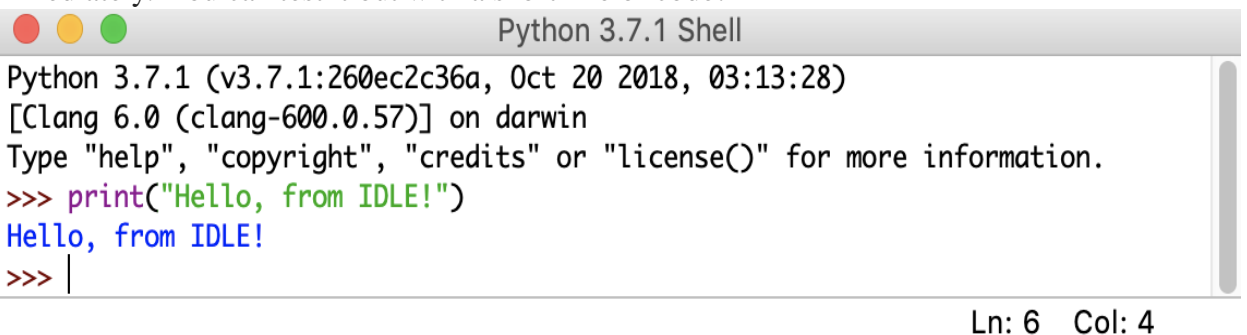 Python 3.7.1 Shell
Python 3.7.1 (v3.7.1:260ec2c36a, Oct 20 2018, 03:13:28)
[Clang 6.0 (clang-600.0.57)] on darwin
Type "help", "copyright", "credits" or "license()" for more information.
>>> print("Hello, from IDLE!")
Hello, from IDLE!
>>>
Ln: 6 Col: 4